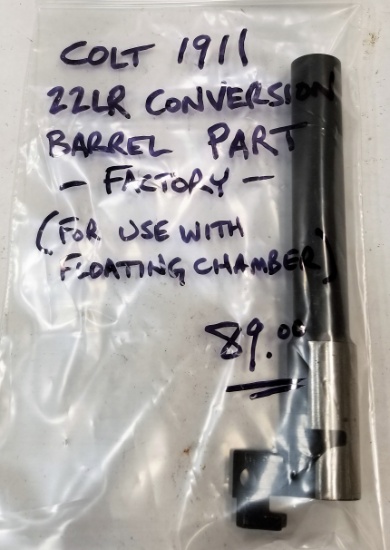 COLT 1911
22LR CONVERSION
BARREL PART
- FACTORY -
(FOR USE WITH
FLOATING CHAMBER)
89.00